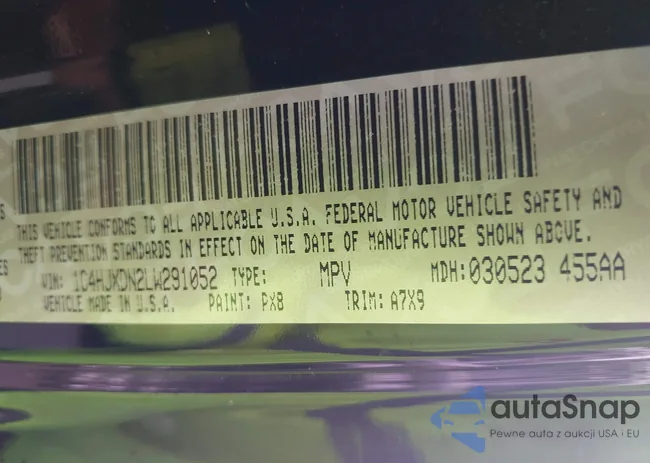 THIS VEHICLE CONFORMS TO ALL APPLICABLE U.S.A. FEDERAL MOTOR VEHICLE SAFETY AND
THEFT PREVENTION STANDARDS IN EFFECT ON THE DATE OF MANUFACTURE SHOWN ABOVE.
VIN: 1C4HJXDN2LW291052 TYPE: MPV MDH: 030523 455AA
VEHICLE MADE IN U.S.A. PAINT: PX8 TRIM: A7X9
autaSnap
Pewne auta z aukcji USA i EU